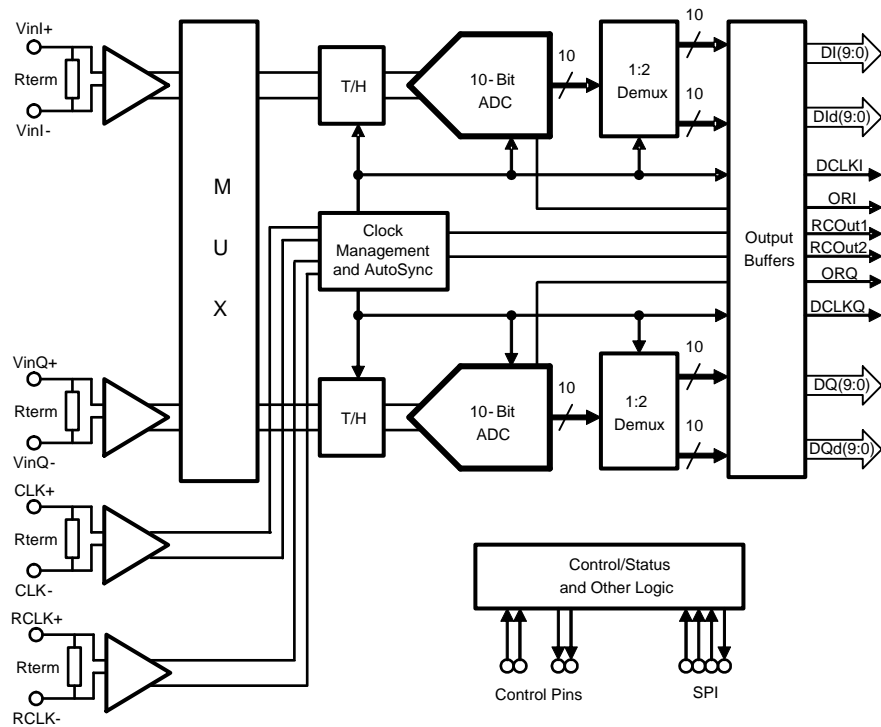 VinI+
Rterm
VinI-
M
U
X
T/H
10-Bit
ADC
10
1:2
Demux
10
10
DI(9:0)
DId(9:0)
DCLKI
ORI
RCOut1
RCOut2
ORQ
DCLKQ
Clock
Management
and AutoSync
Output
Buffers
VinQ+
Rterm
VinQ-
T/H
10-Bit
ADC
10
1:2
Demux
10
10
DQ(9:0)
DQd(9:0)
CLK+
Rterm
CLK-
RCLK+
Rterm
RCLK-
Control/Status
and Other Logic
Control Pins
SPI